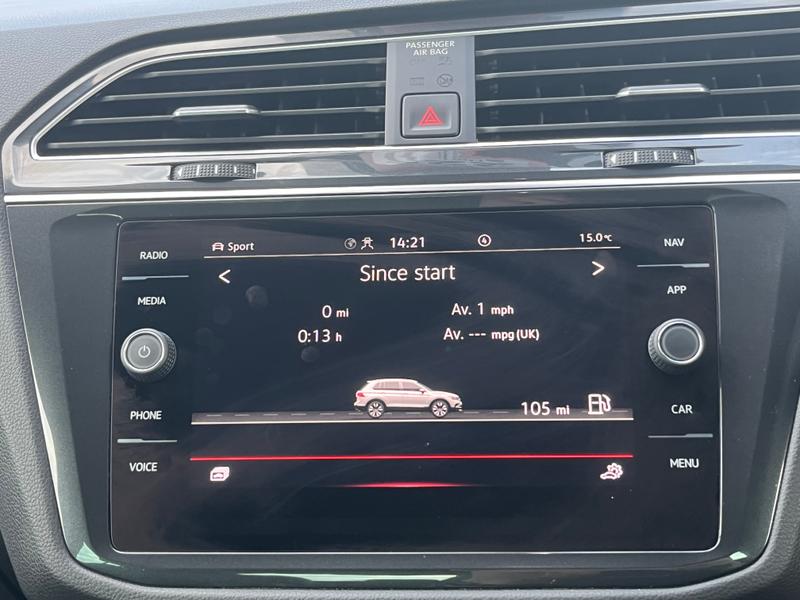 PASSENGER
AIR BAG
RADIO
MEDIA
PHONE
VOICE
Sport
14:21
4
15.0°C
< Since start >
0 mi
Av. 1 mph
0:13 h
Av. --- mpg (UK)
105 mi
NAV
APP
CAR
MENU